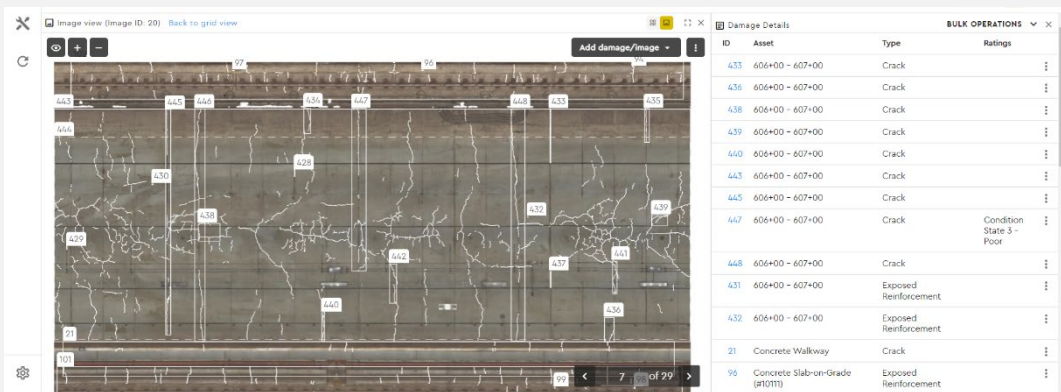 Image view (Image ID: 20) Back to grid view
Add damage/image
97 96 94
443 445 446 434 447 448 433 435
444
428
430
438 432 439
429
442 441
437
440 436
21
101
99 98
7 of 29
Damage Details BULK OPERATIONS
ID Asset Type Ratings
433 606+00 - 607+00 Crack
436 606+00 - 607+00 Crack
438 606+00 - 607+00 Crack
439 606+00 - 607+00 Crack
440 606+00 - 607+00 Crack
443 606+00 - 607+00 Crack
445 606+00 - 607+00 Crack
447 606+00 - 607+00 Crack Condition
State 3 -
Poor
448 606+00 - 607+00 Crack
431 606+00 - 607+00 Exposed
Reinforcement
432 606+00 - 607+00 Exposed
Reinforcement
21 Concrete Walkway Crack
96 Concrete Slab-on-Grade Exposed
(#10111) Reinforcement